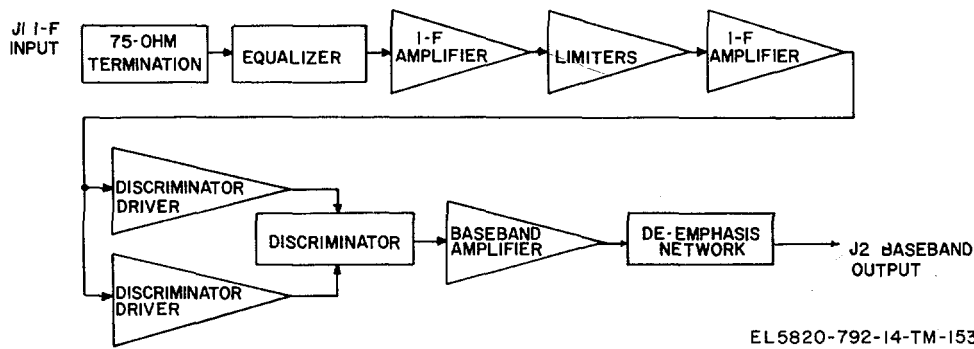 J1 I-F
INPUT
75-OHM
TERMINATION
EQUALIZER
I-F
AMPLIFIER
LIMITERS
I-F
AMPLIFIER
DISCRIMINATOR
DRIVER
DISCRIMINATOR
DRIVER
DISCRIMINATOR
BASEBAND
AMPLIFIER
DE-EMPHASIS
NETWORK
J2 BASEBAND
OUTPUT
EL5820-792-14-TM-153